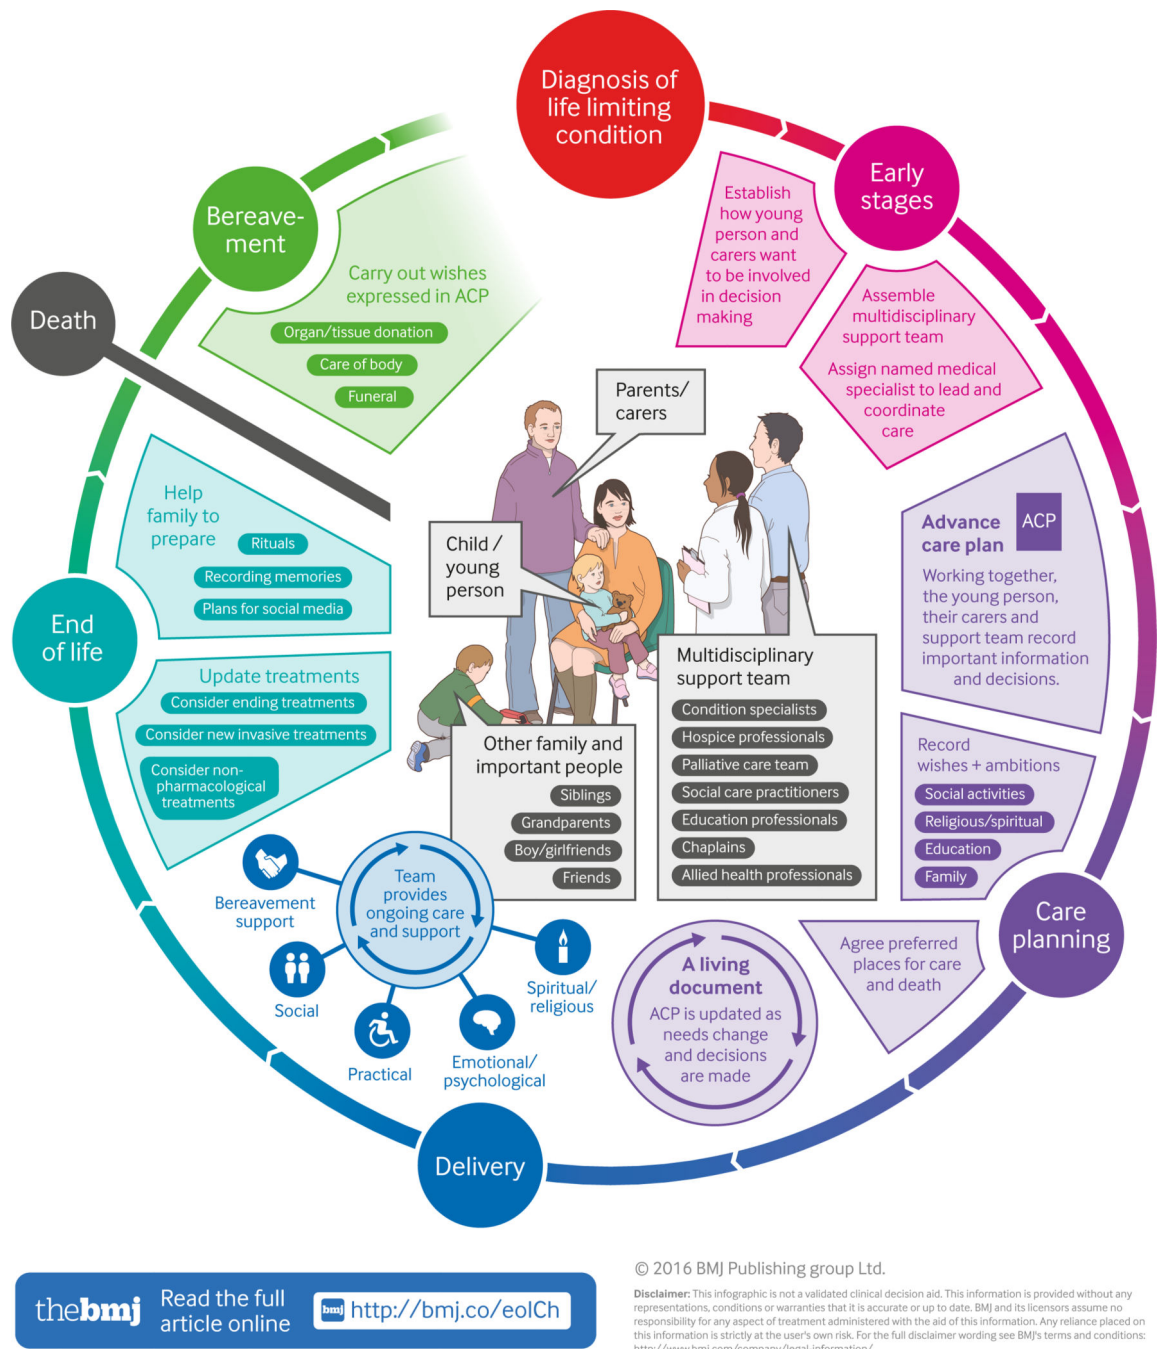 Diagnosis of
life limiting
condition
Early
stages
Establish
how young
person and
carers want
to be involved
in decision
making
Assemble
multidisciplinary
support team
Assign named medical
specialist to lead and
coordinate
care
Advance
care plan
ACP
Working together,
the young person,
their carers and
support team record
important information
and decisions.
Record
wishes + ambitions
Social activities
Religious/spiritual
Education
Family
Care
planning
Agree preferred
places for care
and death
A living
document
ACP is updated as
needs change
and decisions
are made
Delivery
Team
provides
ongoing care
and support
Spiritual/
religious
Emotional/
psychological
Practical
Social
Bereavement
support
End
of life
Update treatments
Consider ending treatments
Consider new invasive treatments
Consider non-
pharmacological
treatments
Help
family to
prepare
Rituals
Recording memories
Plans for social media
Death
Bereave-
ment
Carry out wishes
expressed in ACP
Organ/tissue donation
Care of body
Funeral
Parents/
carers
Child /
young
person
Other family and
important people
Siblings
Grandparents
Boy/girlfriends
Friends
Multidisciplinary
support team
Condition specialists
Hospice professionals
Palliative care team
Social care practitioners
Education professionals
Chaplains
Allied health professionals
thebmj
Read the full
article online
bmj http://bmj.co/eolCh
© 2016 BMJ Publishing group Ltd.
Disclaimer: This infographic is not a validated clinical decision aid. This information is provided without any
representations, conditions or warranties that it is accurate or up to date. BMJ and its licensors assume no
responsibility for any aspect of treatment administered with the aid of this information. Any reliance placed on
this information is strictly at the user's own risk. For the full disclaimer wording see BMJ's terms and conditions:
http://www.bmj.com/company/legal-information/